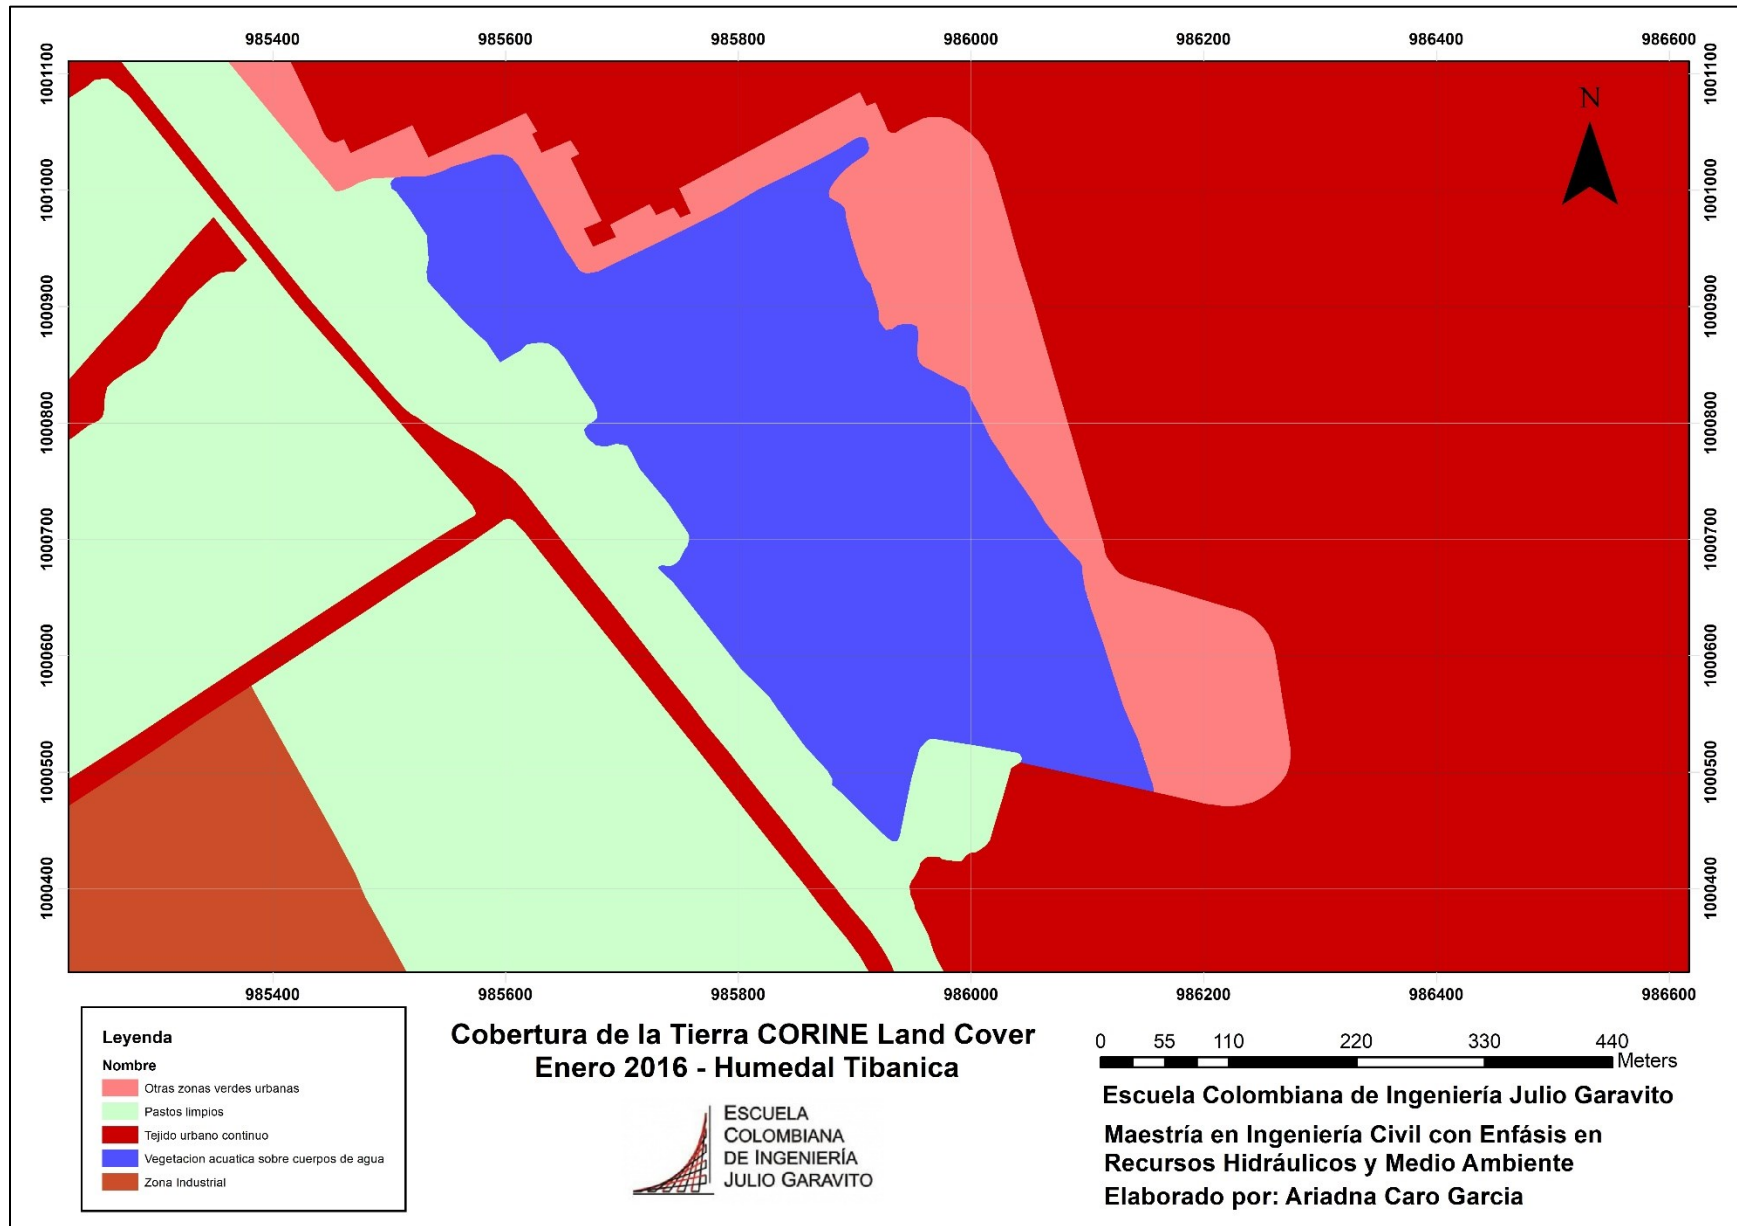 985400 985600 985800 986000 986200 986400 986600
1001100 1001100
N
1001000 1001000
1000900 1000900
1000800 1000800
1000700 1000700
1000600 1000600
1000500 1000500
1000400 1000400
985400 985600 985800 986000 986200 986400 986600
Leyenda
Nombre
Otras zonas verdes urbanas
Pastos limpios
Tejido urbano continuo
Vegetacion acuatica sobre cuerpos de agua
Zona Industrial
Cobertura de la Tierra CORINE Land Cover
Enero 2016 - Humedal Tibanica
ESCUELA
COLOMBIANA
DE INGENIERÍA
JULIO GARAVITO
0 55 110 220 330 440
Meters
Escuela Colombiana de Ingeniería Julio Garavito
Maestría en Ingeniería Civil con Enfásis en
Recursos Hidráulicos y Medio Ambiente
Elaborado por: Ariadna Caro Garcia